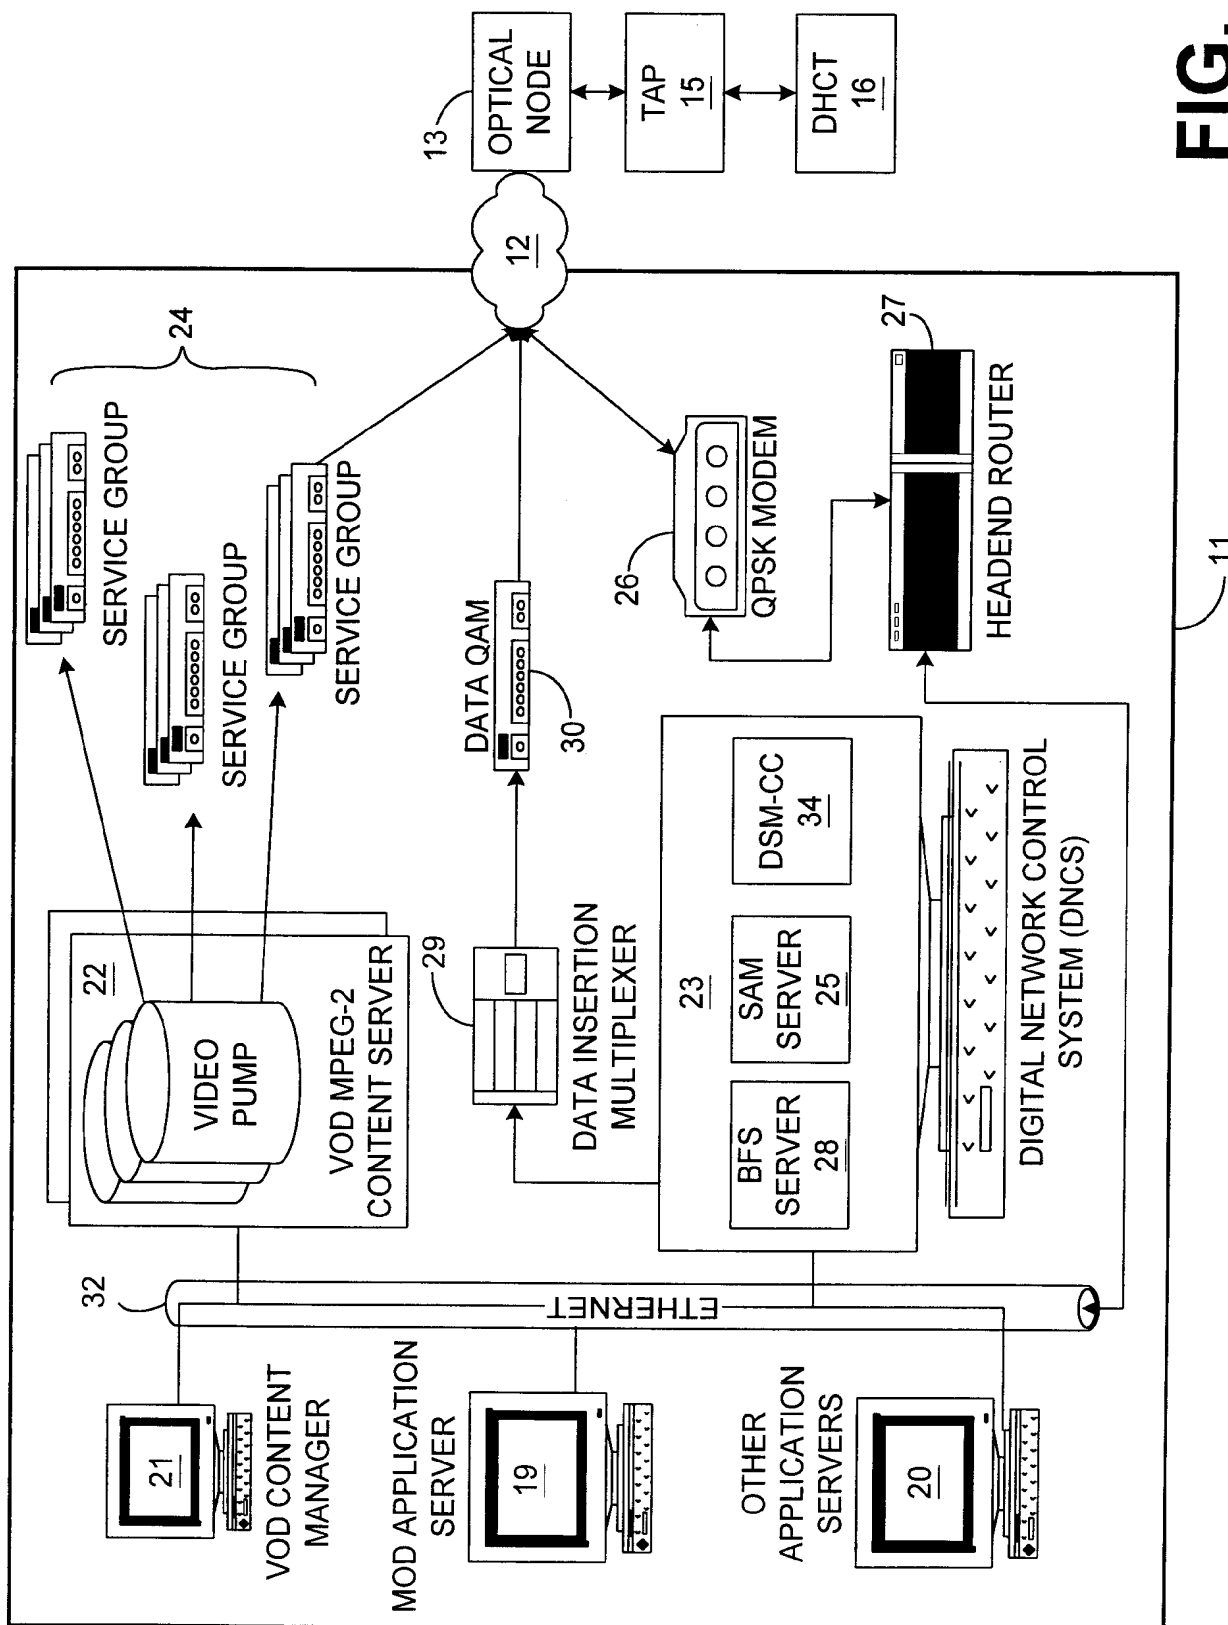 21
VOD CONTENT
MANAGER
MOD APPLICATION
SERVER
19
OTHER
APPLICATION
SERVERS
20
32
ETHERNET
22
VIDEO
PUMP
VOD MPEG-2
CONTENT SERVER
29
DATA INSERTION
MULTIPLEXER
23
BFS
SERVER
28
SAM
SERVER
25
DSM-CC
34
DIGITAL NETWORK CONTROL
SYSTEM (DNCS)
SERVICE GROUP
SERVICE GROUP
SERVICE GROUP
24
DATA QAM
30
26
QPSK MODEM
27
HEADEND ROUTER
11
12
13
OPTICAL
NODE
TAP
15
DHCT
16
FIG.